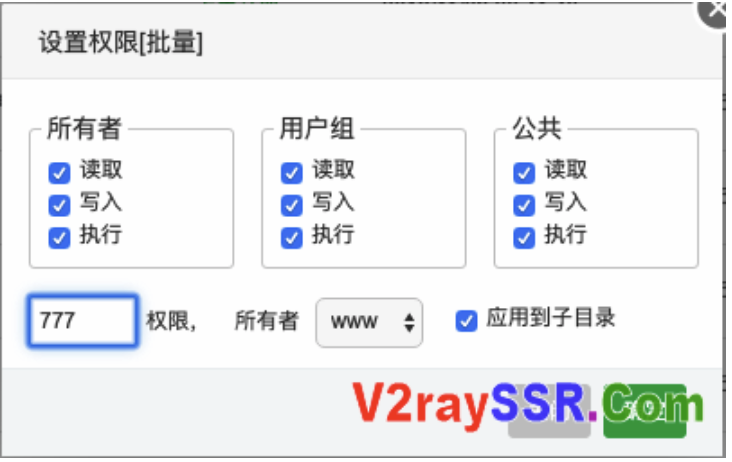 设置权限[批量]
所有者
读取
写入
执行
用户组
读取
写入
执行
公共
读取
写入
执行
777 权限, 所有者 www 应用到子目录
V2raySSR.Com